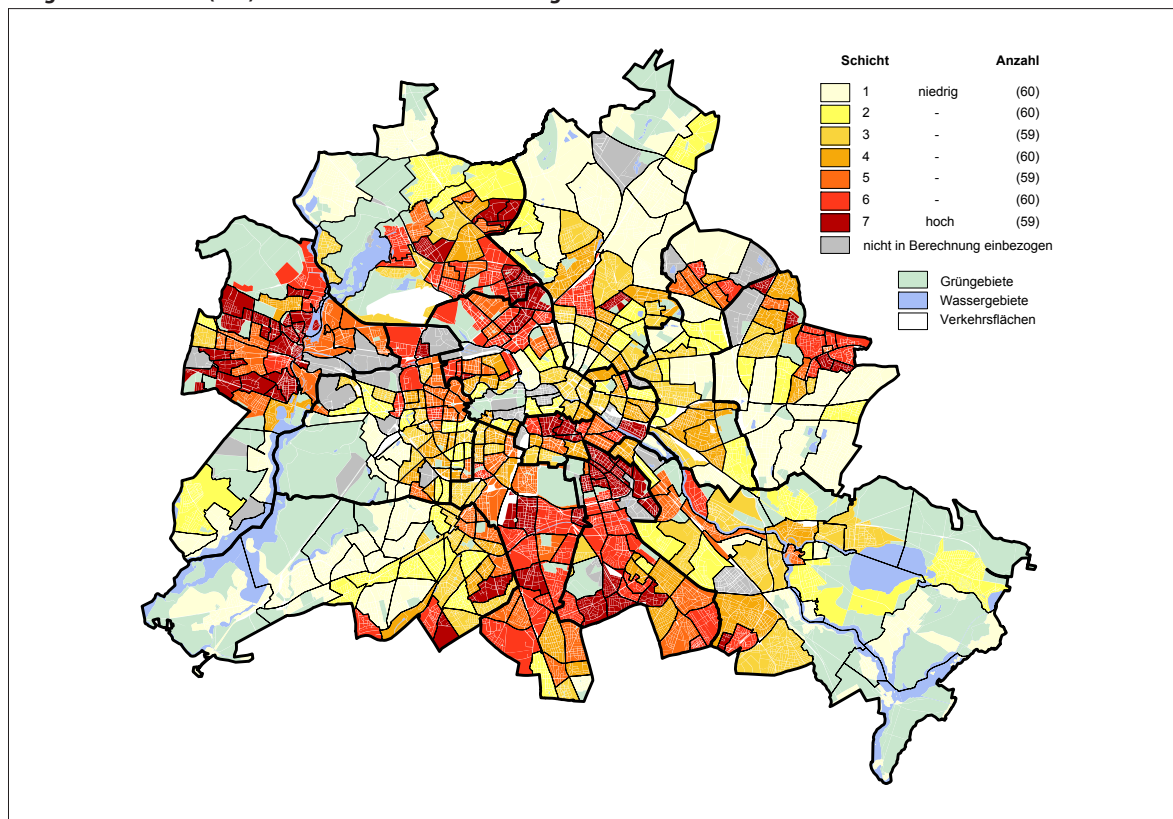 Schicht Anzahl
1 niedrig (60)
2 - (60)
3 - (59)
4 - (60)
5 - (59)
6 - (60)
7 hoch (59)
nicht in Berechnung einbezogen
Grüngebiete
Wassergebiete
Verkehrsflächen